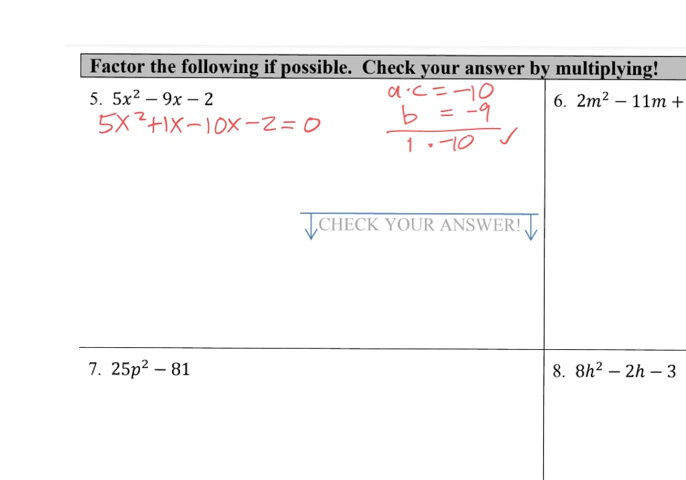 Factor the following if possible. Check your answer by multiplying!
5. 5x² − 9x − 2
a·c = -10
b = -9
1 · -10 ✓
5x² + 1x - 10x - 2 = 0
CHECK YOUR ANSWER!
6. 2m² − 11m +
7. 25p² − 81
8. 8h² − 2h − 3